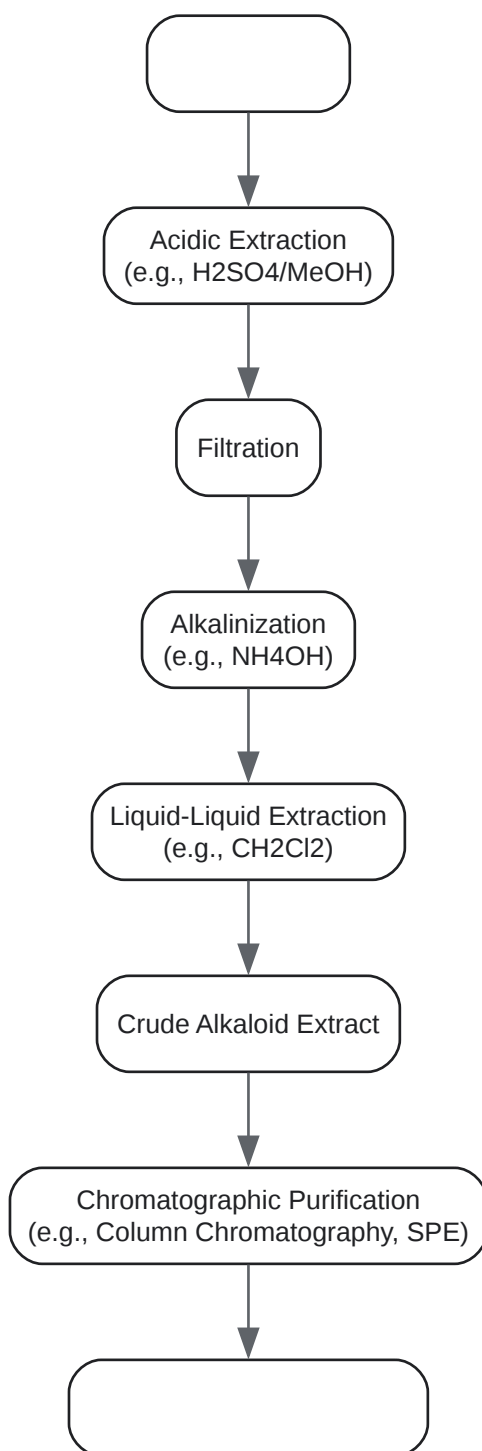 Acidic Extraction
(e.g., H2SO4/MeOH)
Filtration
Alkalinization
(e.g., NH4OH)
Liquid-Liquid Extraction
(e.g., CH2Cl2)
Crude Alkaloid Extract
Chromatographic Purification
(e.g., Column Chromatography, SPE)